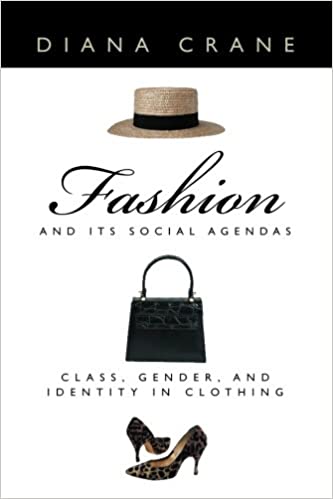 DIANA CRANE
Fashion
AND ITS SOCIAL AGENDAS
CLASS, GENDER, AND
IDENTITY IN CLOTHING